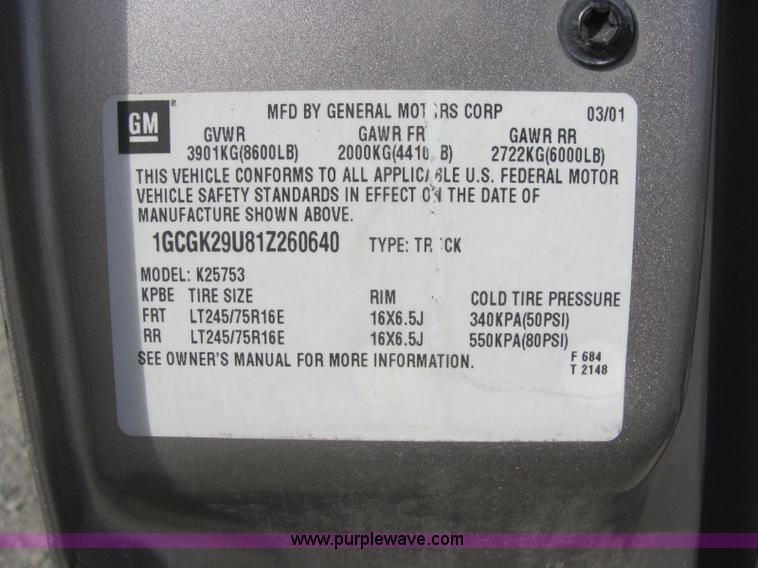 GM ® MFD BY GENERAL MOTORS CORP 03/01
GVWR GAWR FR GAWR RR
3901KG(8600LB) 2000KG(4410LB) 2722KG(6000LB)
THIS VEHICLE CONFORMS TO ALL APPLICABLE U.S. FEDERAL MOTOR
VEHICLE SAFETY STANDARDS IN EFFECT ON THE DATE OF
MANUFACTURE SHOWN ABOVE.
1GCGK29U81Z260640 TYPE: TRUCK
MODEL: K25753
KPBE TIRE SIZE RIM COLD TIRE PRESSURE
FRT LT245/75R16E 16X6.5J 340KPA(50PSI)
RR LT245/75R16E 16X6.5J 550KPA(80PSI)
SEE OWNER'S MANUAL FOR MORE INFORMATION.
F 684
T 2148
www.purplewave.com